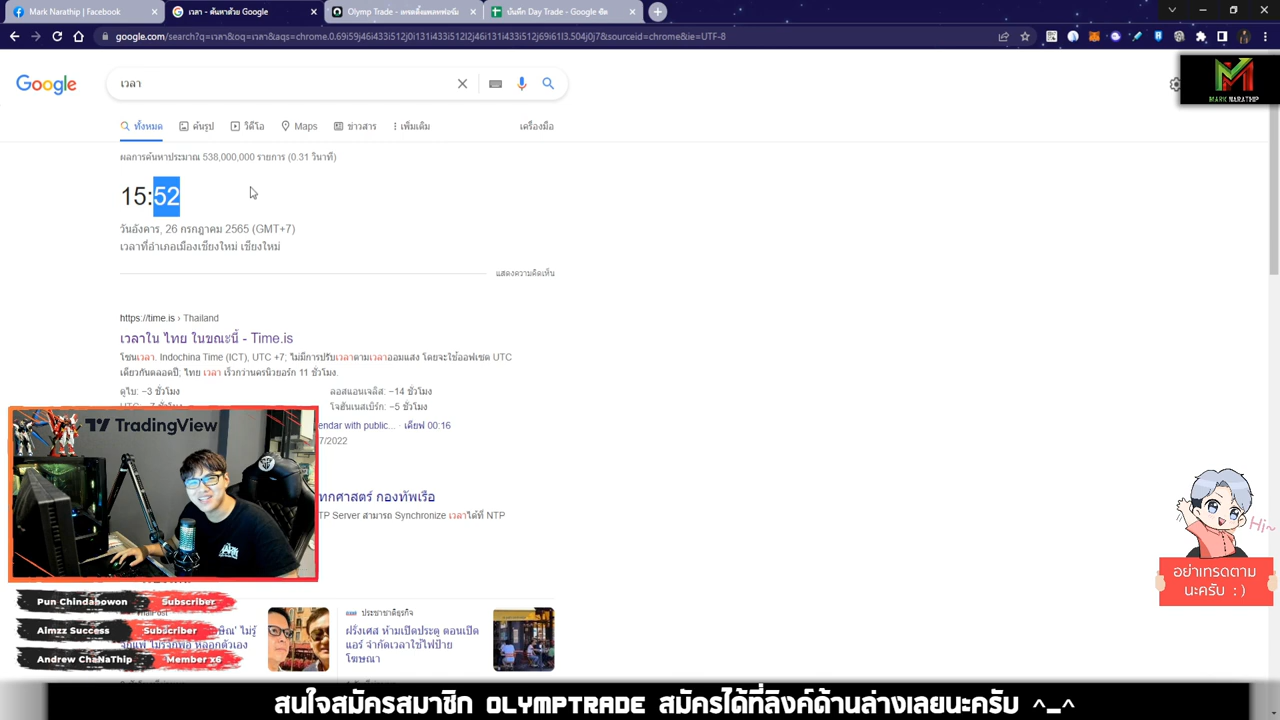 Mark Narathip | Facebook
เวลา - ค้นหาด้วย Google
Olymp Trade - เทรดดิ้งแพลทฟอร์ม
บันทึก Day Trade - Google ชีต
google.com/search?q=เวลา&oq=เวลา&aqs=chrome.0.69i59j46i433i512j0i131i433i512l2j46i131i433i512j69i61l3.504j0j7&sourceid=chrome&ie=UTF-8
Google
เวลา
MARK NARATHIP
ทั้งหมด
ค้นรูป
วิดีโอ
Maps
ข่าวสาร
เพิ่มเติม
เครื่องมือ
ผลการค้นหาประมาณ 538,000,000 รายการ (0.31 วินาที)
15:52
วันอังคาร, 26 กรกฎาคม 2565 (GMT+7)
เวลาที่อำเภอเมืองเชียงใหม่ เชียงใหม่
แสดงความคิดเห็น
https://time.is › Thailand
เวลาใน ไทย ในขณะนี้ - Time.is
โซนเวลา. Indochina Time (ICT), UTC +7; ไม่มีการปรับเวลาตามเวลาออมแสง โดยจะใช้ออฟเซต UTC
เดียวกันตลอดปี; ไทย เวลา เร็วกว่านครนิวยอร์ก 11 ชั่วโมง.
ดูไบ: −3 ชั่วโมง
ลอสแอนเจลิส: −14 ชั่วโมง
โจฮันเนสเบิร์ก: −5 ชั่วโมง
endar with public... · เคียฟ 00:16
7/2022
TradingView
ทกศาสตร์ กองทัพเรือ
TP Server สามารถ Synchronize เวลาได้ที่ NTP
Hi~
อย่าเทรดตาม
นะครับ : )
Pun Chindabowon Subscriber
Aimzz Success Subscriber
Andrew ChaNaThip Member x6
ประชาชาติธุรกิจ
ฝรั่งเศส ห้ามเปิดประตู ตอนเปิด
แอร์ จำกัดเวลาใช้ไฟป้าย
โฆษณา
สนใจสมัครสมาชิก OLYMPTRADE สมัครได้ที่ลิงค์ด้านล่างเลยนะครับ ^_^